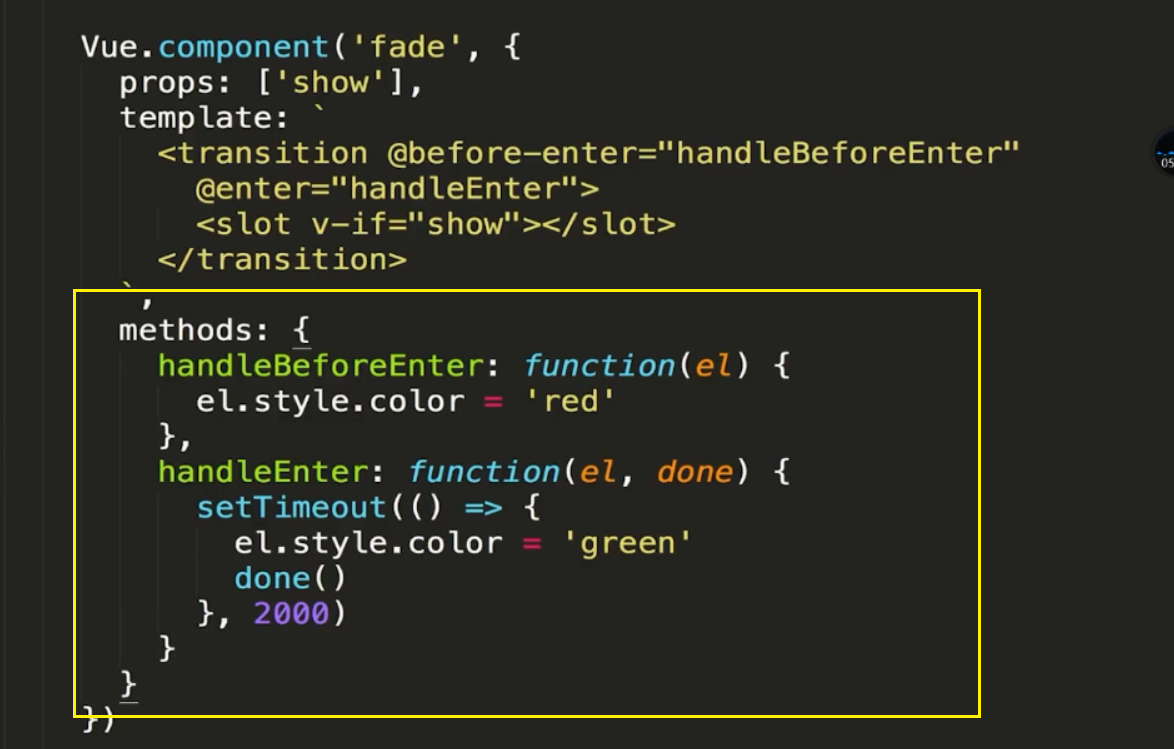 Vue.component('fade', {
  props: ['show'],
  template: `
    <transition @before-enter="handleBeforeEnter"
      @enter="handleEnter">
      <slot v-if="show"></slot>
    </transition>
  `,
  methods: {
    handleBeforeEnter: function(el) {
      el.style.color = 'red'
    },
    handleEnter: function(el, done) {
      setTimeout(() => {
        el.style.color = 'green'
        done()
      }, 2000)
    }
  }
})
05